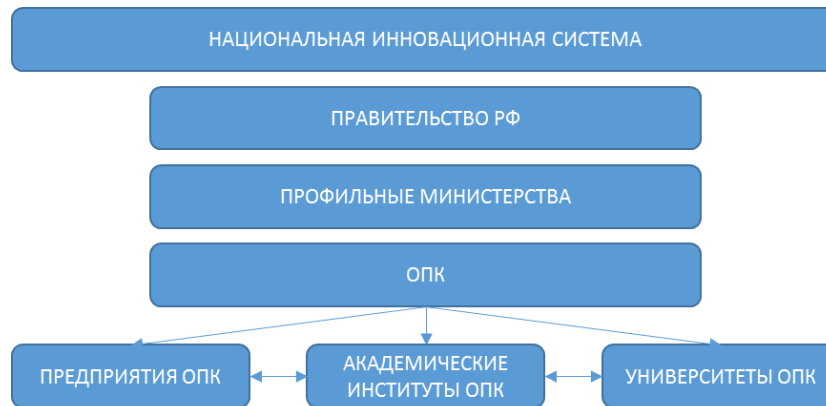 НАЦИОНАЛЬНАЯ ИННОВАЦИОННАЯ СИСТЕМА
ПРАВИТЕЛЬСТВО РФ
ПРОФИЛЬНЫЕ МИНИСТЕРСТВА
ОПК
ПРЕДПРИЯТИЯ ОПК
АКАДЕМИЧЕСКИЕ
ИНСТИТУТЫ ОПК
УНИВЕРСИТЕТЫ ОПК